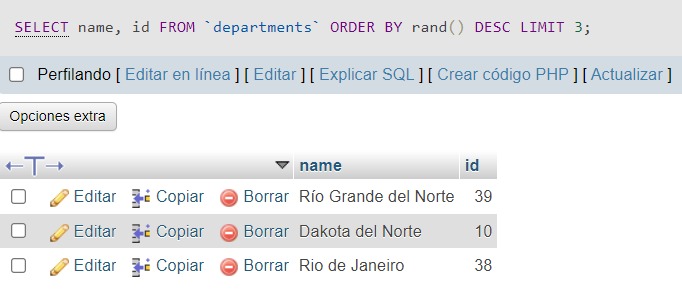 SELECT name, id FROM `departments` ORDER BY rand() DESC LIMIT 3;
Perfilando [ Editar en línea ] [ Editar ] [ Explicar SQL ] [ Crear código PHP ] [ Actualizar ]
Opciones extra
name id
Editar Copiar Borrar Río Grande del Norte 39
Editar Copiar Borrar Dakota del Norte 10
Editar Copiar Borrar Rio de Janeiro 38